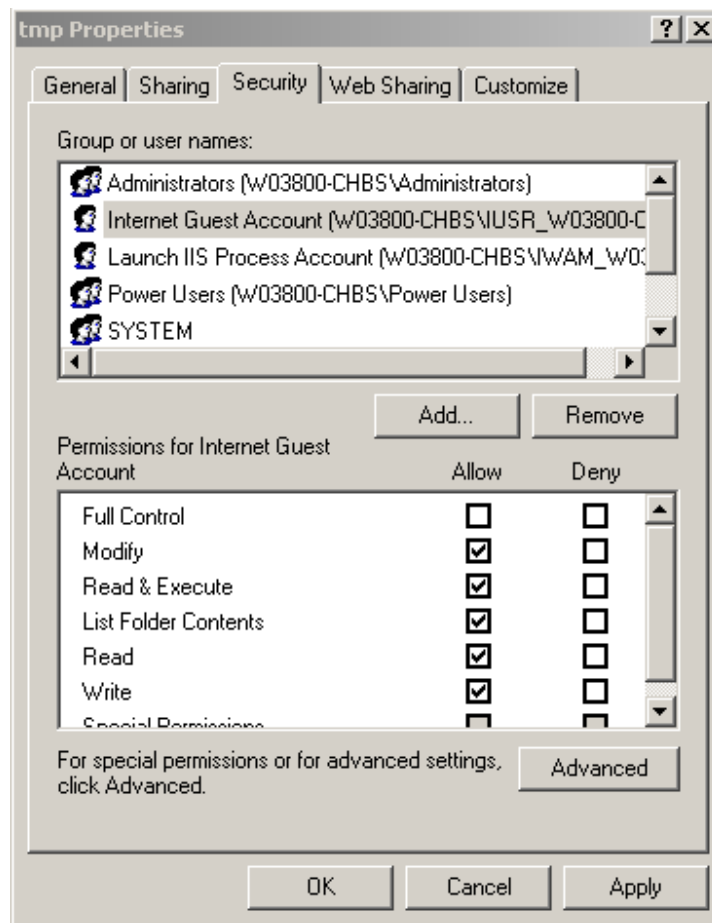 tmp Properties
General Sharing Security Web Sharing Customize
Group or user names:
Administrators (W03800-CHBS\Administrators)
Internet Guest Account (W03800-CHBS\IUSR_W03800-C
Launch IIS Process Account (W03800-CHBS\IWAM_W03
Power Users (W03800-CHBS\Power Users)
SYSTEM
Add... Remove
Permissions for Internet Guest
Account Allow Deny
Full Control
Modify
Read & Execute
List Folder Contents
Read
Write
Special Permissions
For special permissions or for advanced settings,
click Advanced.
Advanced
OK Cancel Apply